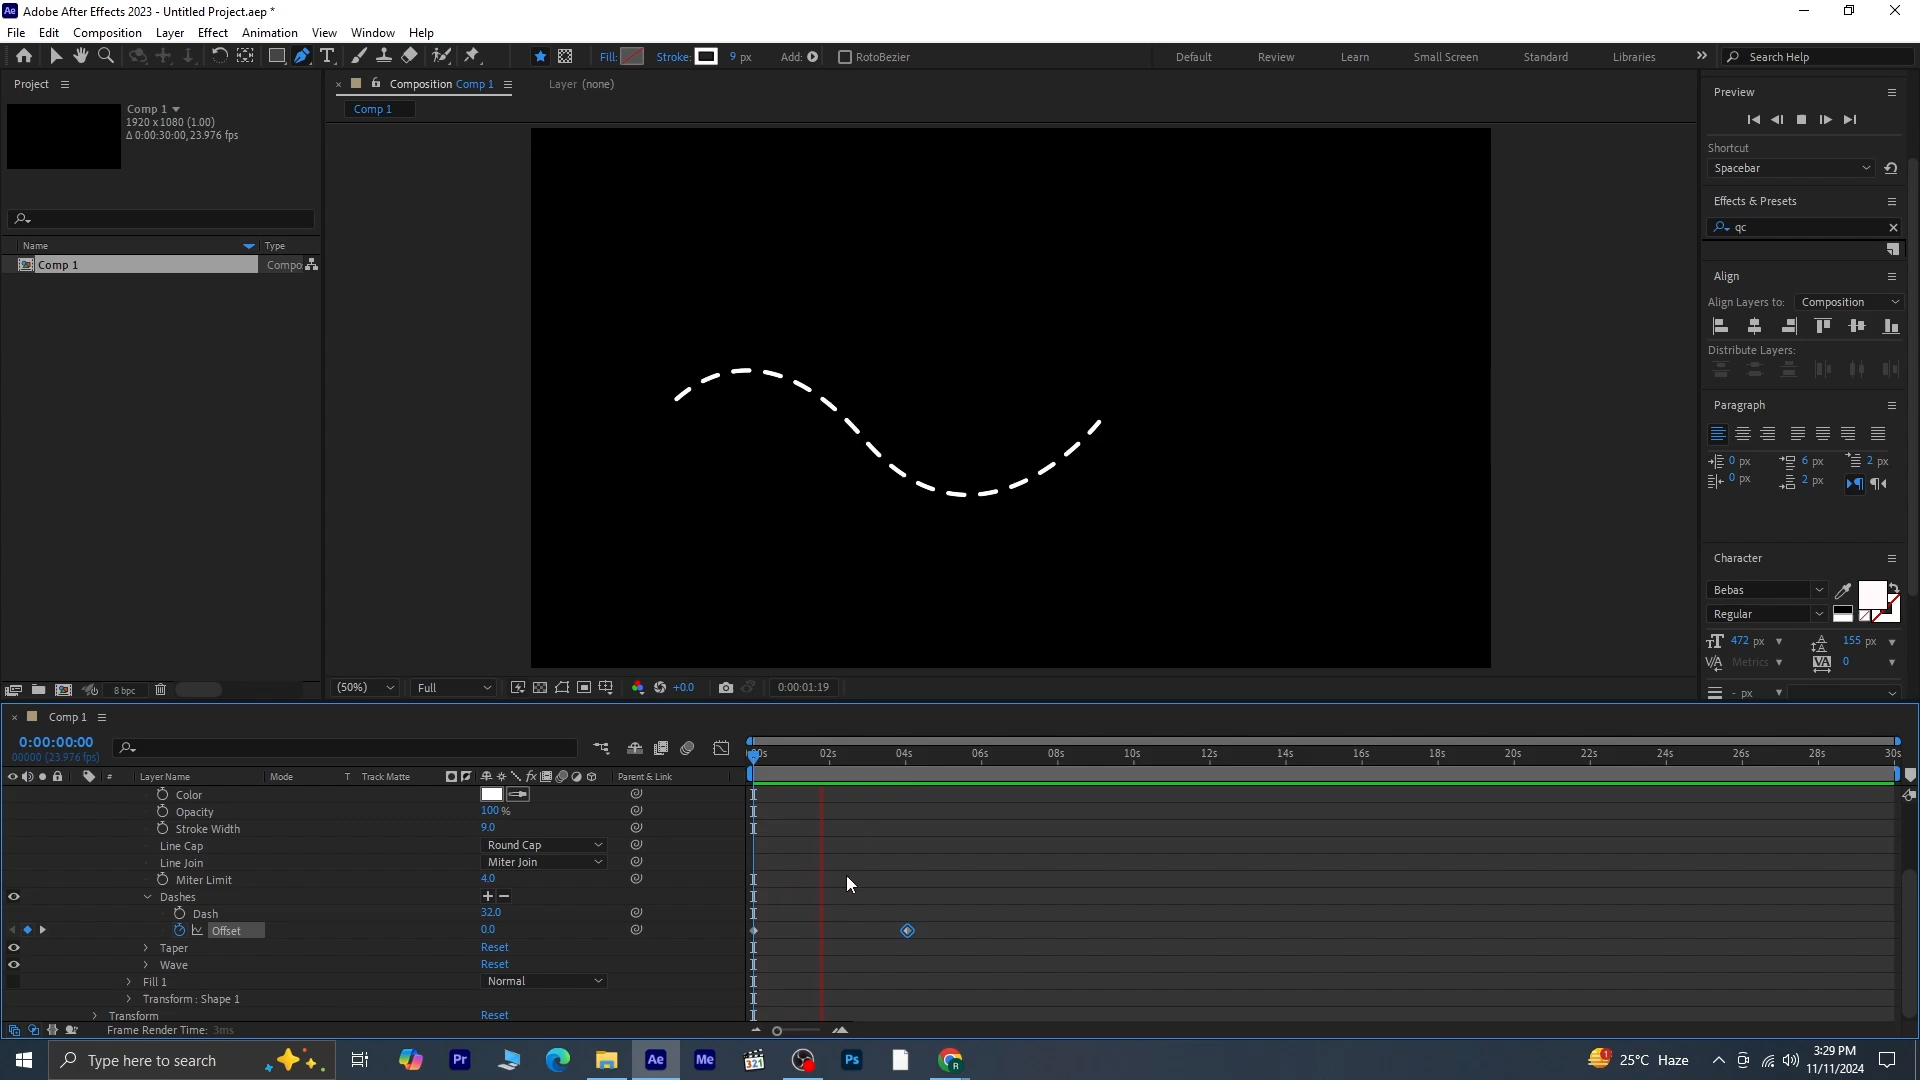 Ae Adobe After Effects 2023 - Untitled Project.aep *
File Edit Composition Layer Effect Animation View Window Help
Fill: Stroke: 9 px Add: RotoBezier Default Review Learn Small Screen Standard Libraries Search Help
Project
Comp 1
1920 x 1080 (1.00)
Δ 0:00:30:00, 23.976 fps
Name Type
Comp 1 Compo
8 bpc
Composition Comp 1 Layer (none)
Comp 1
(50%) Full +0.0 0:00:01:19
Preview
Shortcut
Spacebar
Effects & Presets
qc
Align
Align Layers to: Composition
Distribute Layers:
Paragraph
0 px 6 px 2 px
0 px 2 px
Character
Bebas
Regular
472 px 155 px
Metrics 0
- px
Comp 1
0:00:00:00
00000 (23.976 fps)
:00s 02s 04s 06s 08s 10s 12s 14s 16s 18s 20s 22s 24s 26s 28s 30s
# Layer Name Mode T Track Matte fx Parent & Link
Color
Opacity 100 %
Stroke Width 9.0
Line Cap Round Cap
Line Join Miter Join
Miter Limit 4.0
Dashes + −
Dash 32.0
Offset 0.0
Taper Reset
Wave Reset
Fill 1 Normal
Transform : Shape 1
Transform Reset
Frame Render Time: 3ms
Type here to search Pr Ae Me 321 Ps R 1 25°C Haze 3:29 PM
11/11/2024